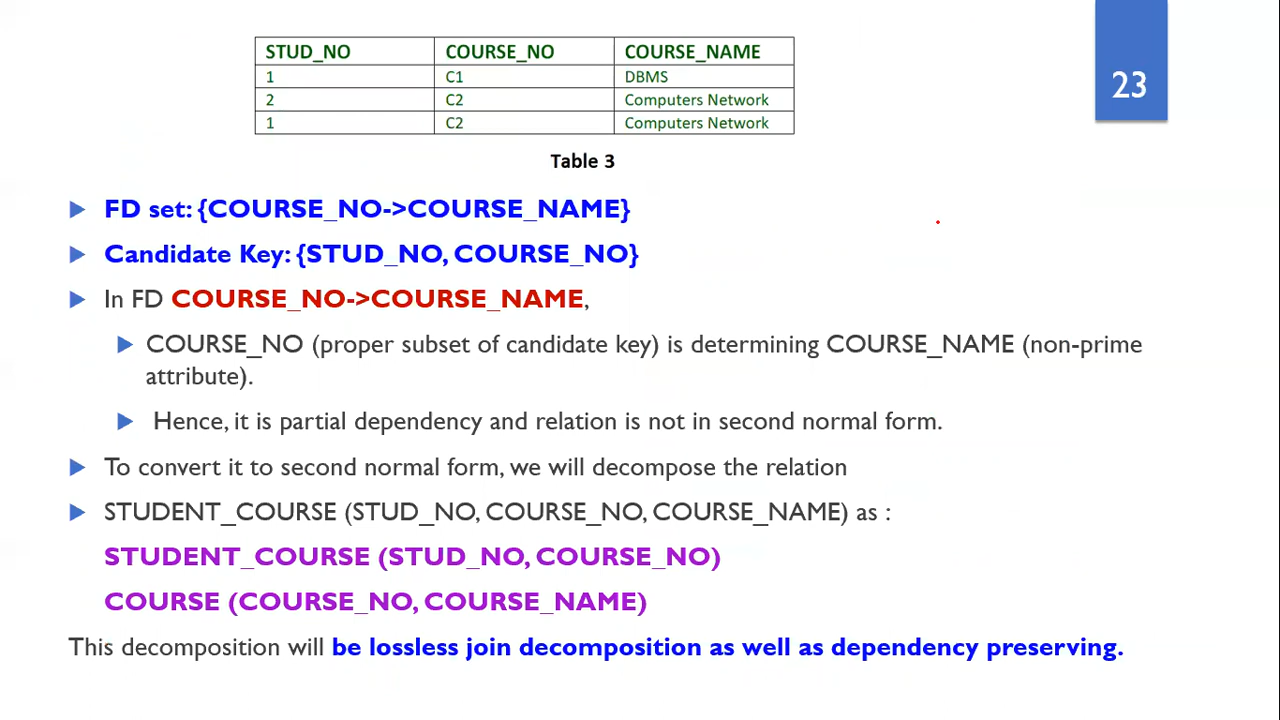 23
STUD_NO COURSE_NO COURSE_NAME
1 C1 DBMS
2 C2 Computers Network
1 C2 Computers Network
Table 3
FD set: {COURSE_NO->COURSE_NAME}
Candidate Key: {STUD_NO, COURSE_NO}
In FD COURSE_NO->COURSE_NAME,
COURSE_NO (proper subset of candidate key) is determining COURSE_NAME (non-prime
attribute).
Hence, it is partial dependency and relation is not in second normal form.
To convert it to second normal form, we will decompose the relation
STUDENT_COURSE (STUD_NO, COURSE_NO, COURSE_NAME) as :
STUDENT_COURSE (STUD_NO, COURSE_NO)
COURSE (COURSE_NO, COURSE_NAME)
This decomposition will be lossless join decomposition as well as dependency preserving.